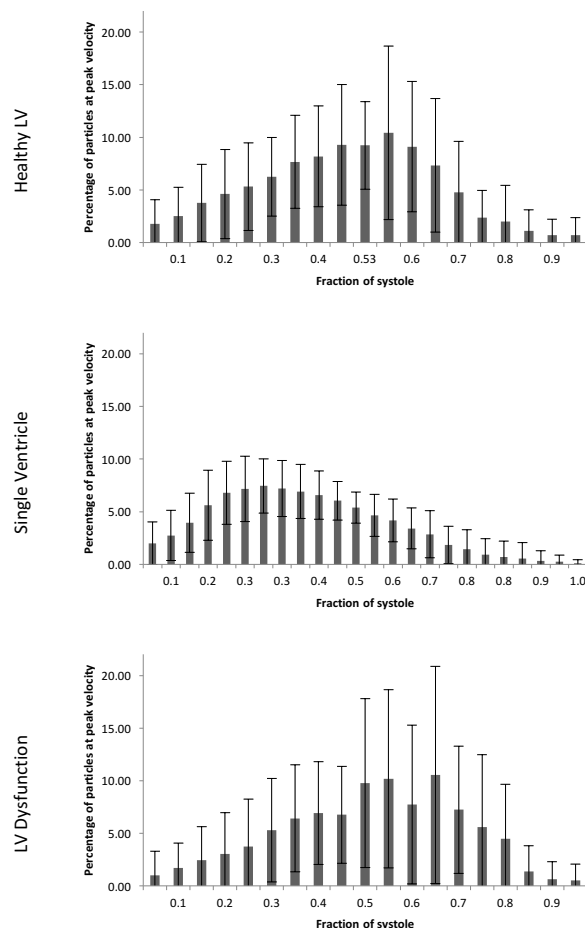 Healthy LV
Percentage of particles at peak velocity
20.00
15.00
10.00
5.00
0.00
0.1 0.2 0.3 0.4 0.53 0.6 0.7 0.8 0.9
Fraction of systole
Single Ventricle
Percentage of particles at peak velocity
20.00
15.00
10.00
5.00
0.00
0.1 0.2 0.3 0.3 0.4 0.5 0.6 0.7 0.8 0.8 0.9 1.0
Fraction of systole
LV Dysfunction
Percentage of particles at peak velocity
20.00
15.00
10.00
5.00
0.00
0.1 0.2 0.3 0.4 0.5 0.6 0.7 0.8 0.9
Fraction of systole